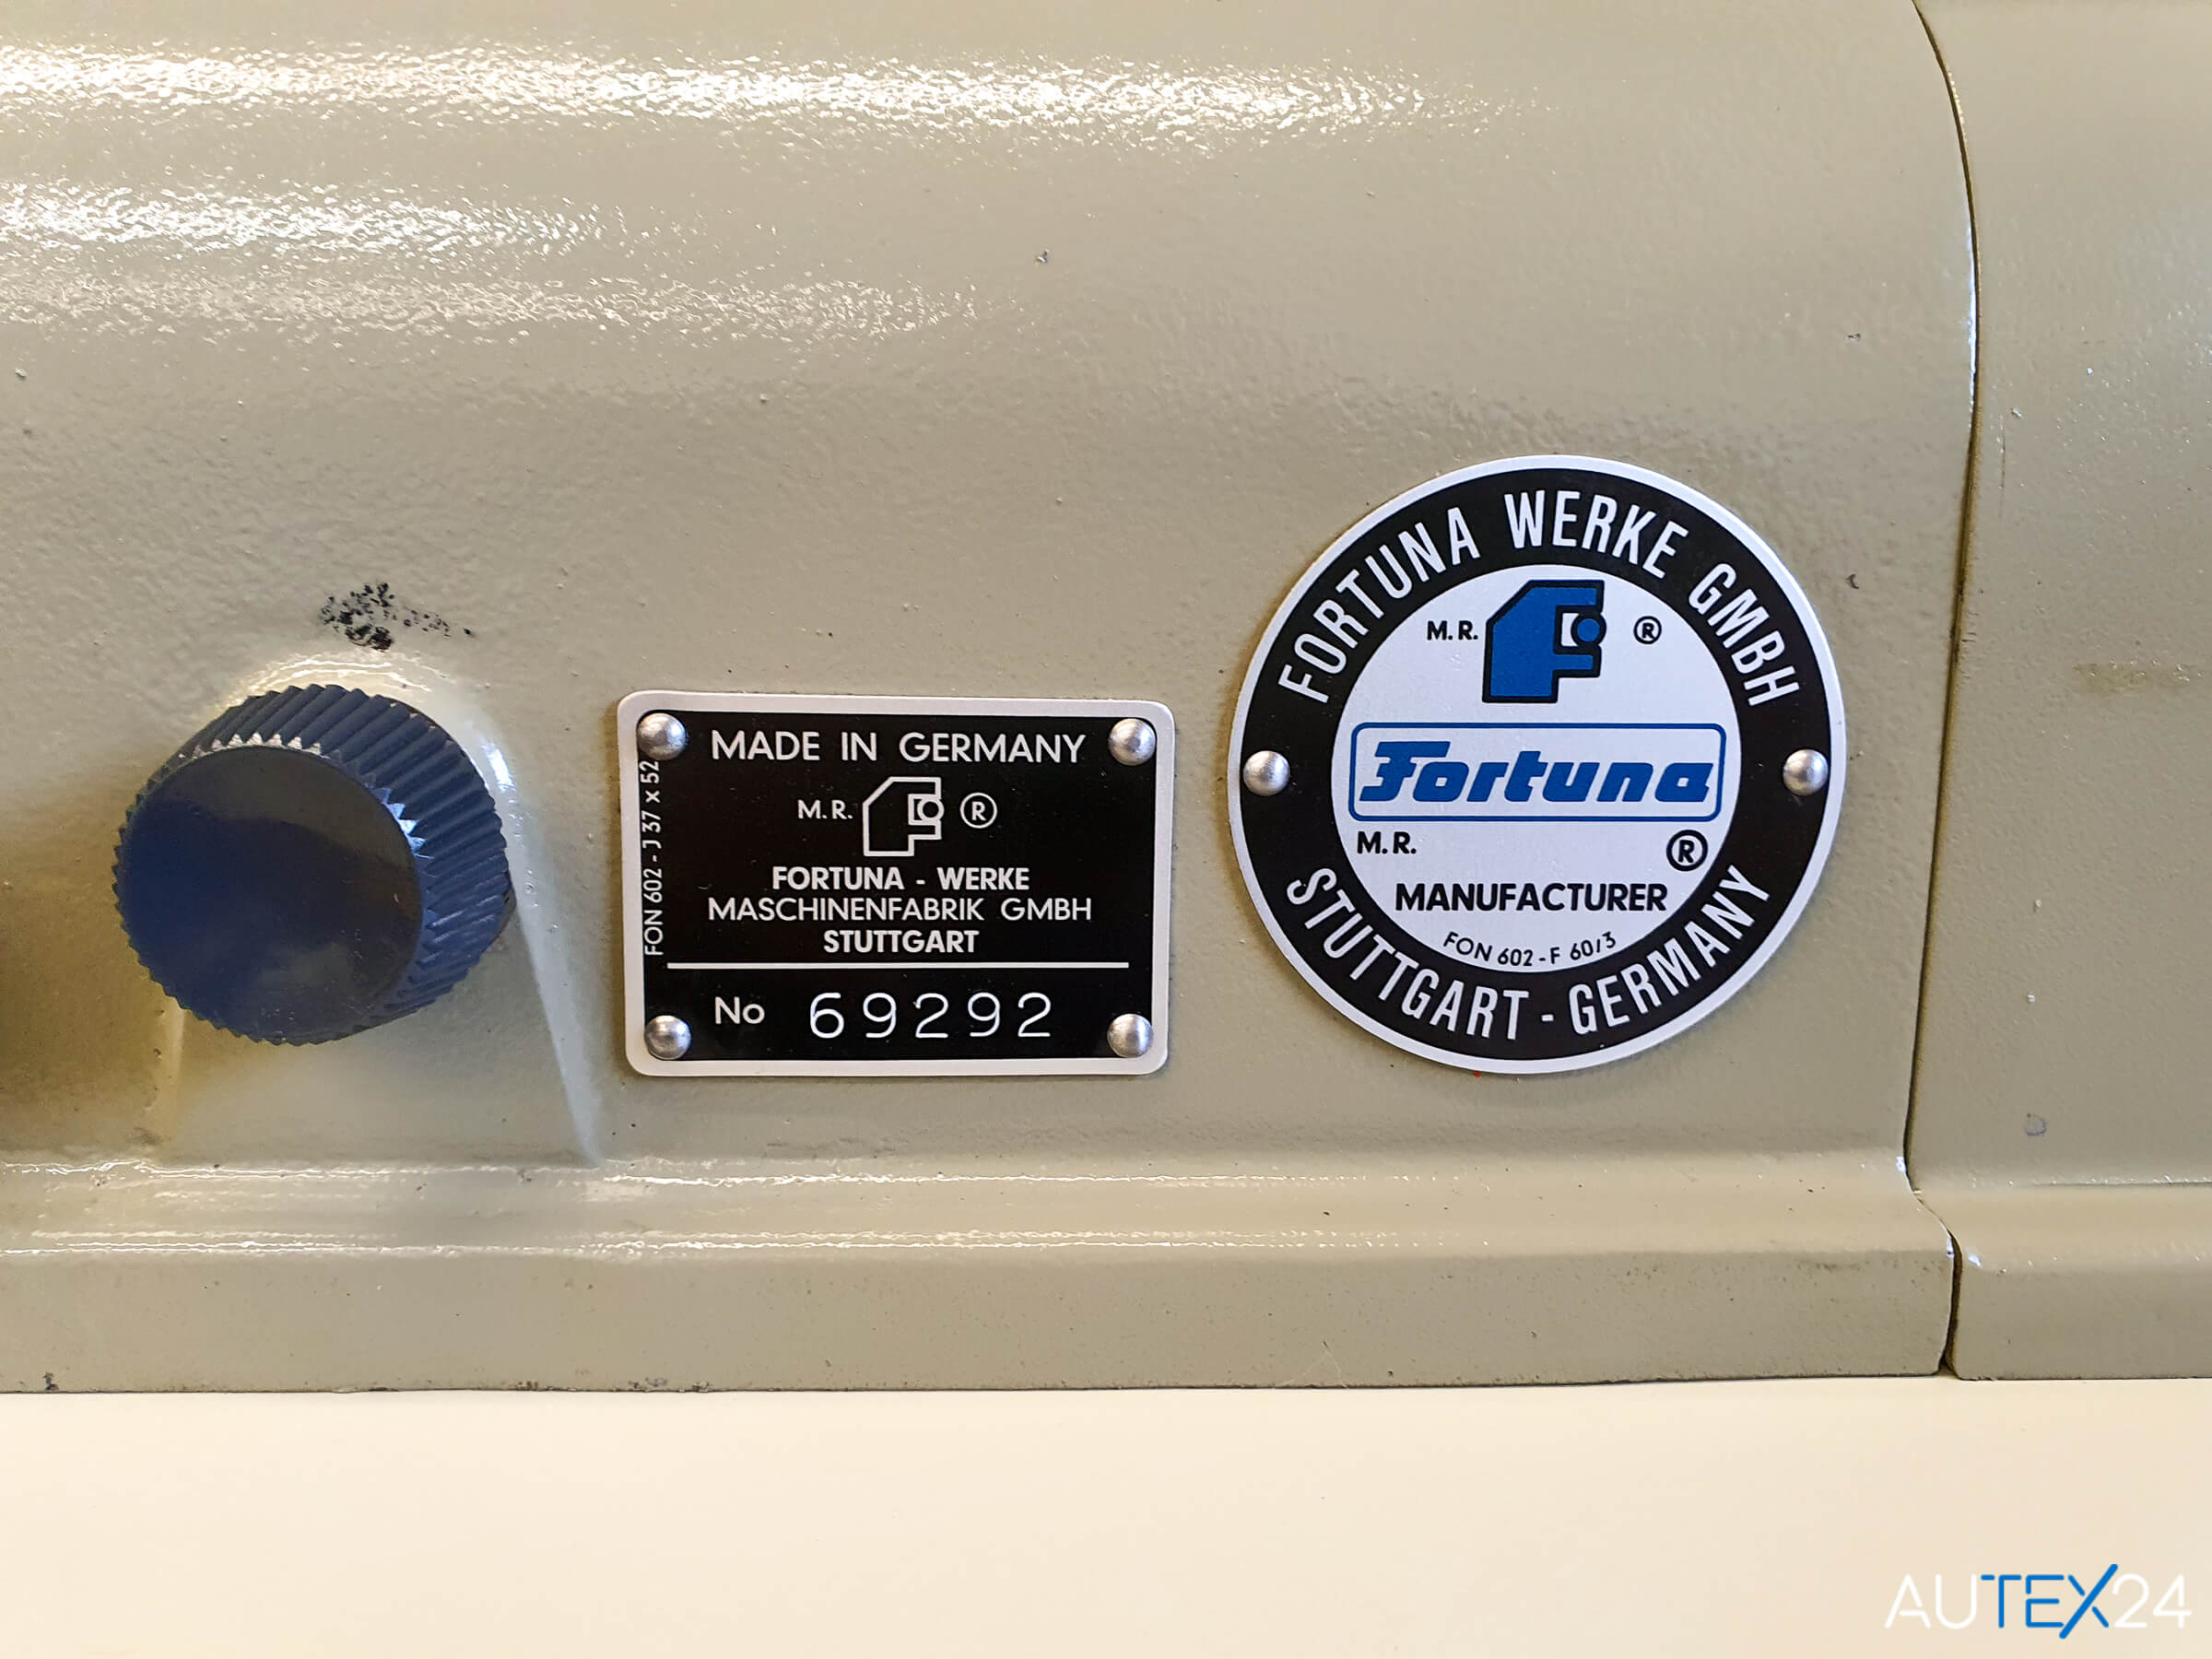 MADE IN GERMANY
M.R. ®
FORTUNA - WERKE
MASCHINENFABRIK GMBH
STUTTGART
No 69292
FON 602 - J 37 x 52
FORTUNA WERKE GMBH
M.R. F ®
Fortuna
M.R. ®
MANUFACTURER
FON 602 - F 60/3
STUTTGART - GERMANY
AUTEX24